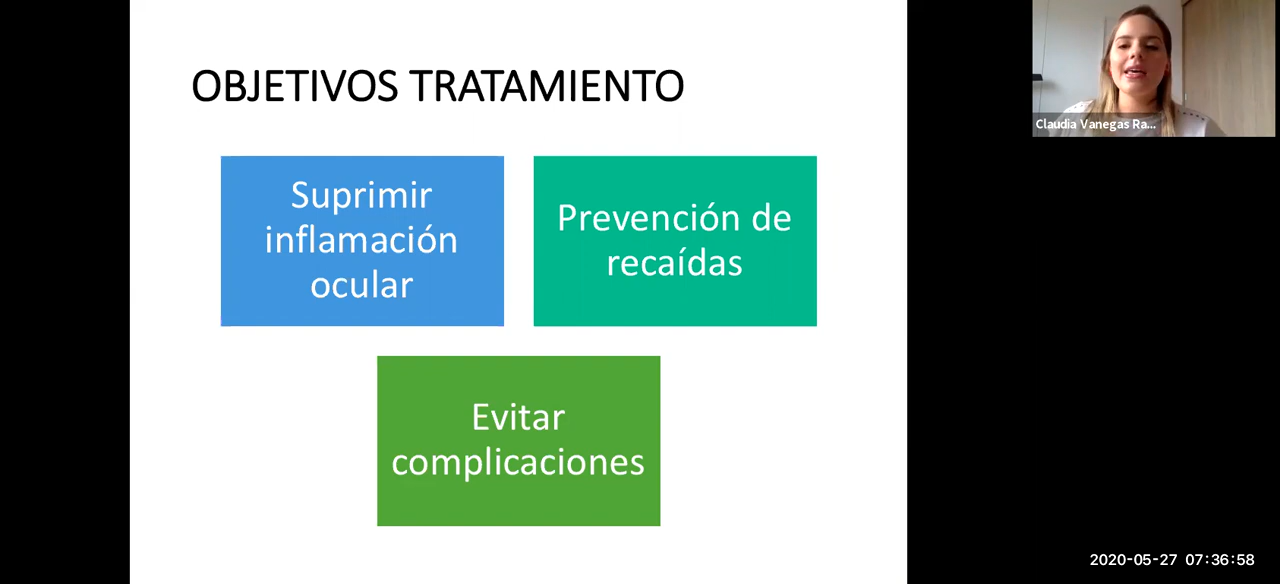 OBJETIVOS TRATAMIENTO
Suprimir
inflamación
ocular
Prevención de
recaídas
Evitar
complicaciones
Claudia Vanegas Ra...
2020-05-27 07:36:58